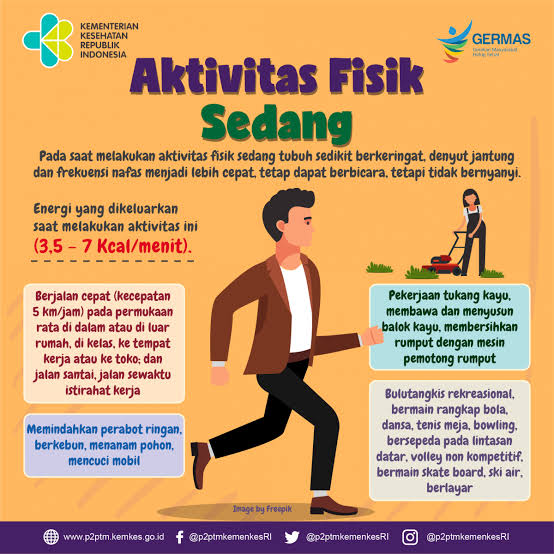 KEMENTERIAN
KESEHATAN
REPUBLIK
INDONESIA
GERMAS
Gerakan Masyarakat
Hidup Sehat
Aktivitas Fisik
Sedang
Pada saat melakukan aktivitas fisik sedang tubuh sedikit berkeringat, denyut jantung
dan frekuensi nafas menjadi lebih cepat, tetap dapat berbicara, tetapi tidak bernyanyi.
Energi yang dikeluarkan
saat melakukan aktivitas ini
(3,5 – 7 Kcal/menit).
Berjalan cepat (kecepatan
5 km/jam) pada permukaan
rata di dalam atau di luar
rumah, di kelas, ke tempat
kerja atau ke toko; dan
jalan santai, jalan sewaktu
istirahat kerja
Memindahkan perabot ringan,
berkebun, menanam pohon,
mencuci mobil
Pekerjaan tukang kayu,
membawa dan menyusun
balok kayu, membersihkan
rumput dengan mesin
pemotong rumput
Bulutangkis rekreasional,
bermain rangkap bola,
dansa, tenis meja, bowling,
bersepeda pada lintasan
datar, volley non kompetitif,
bermain skate board, ski air,
berlayar
Image by Freepik
www.p2ptm.kemkes.go.id
@p2ptmkemenkesRI
@p2ptmkemenkesRI
@p2ptmkemenkesRI